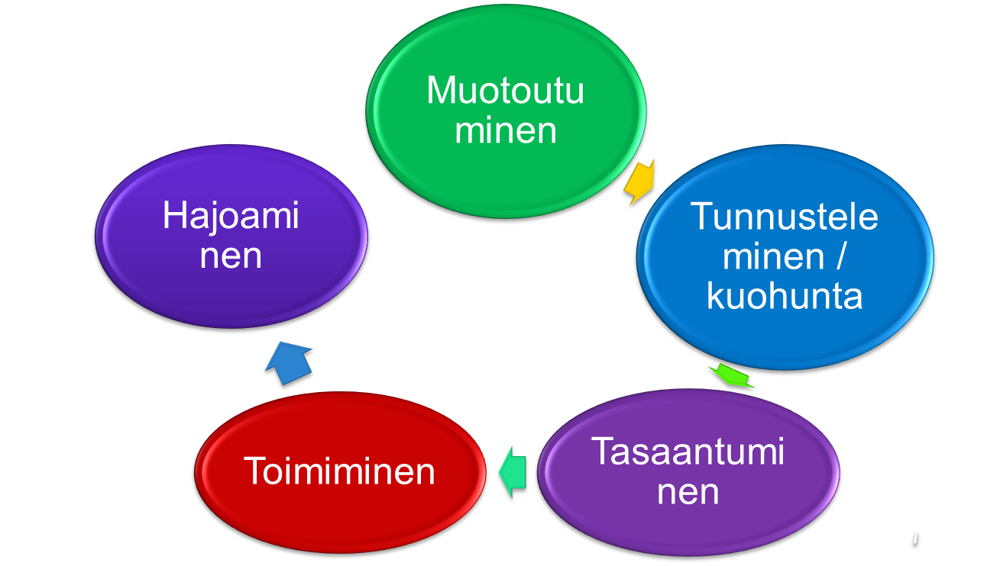 Muotoutu
minen
Tunnustele
minen /
kuohunta
Tasaantumi
nen
Toimiminen
Hajoami
nen